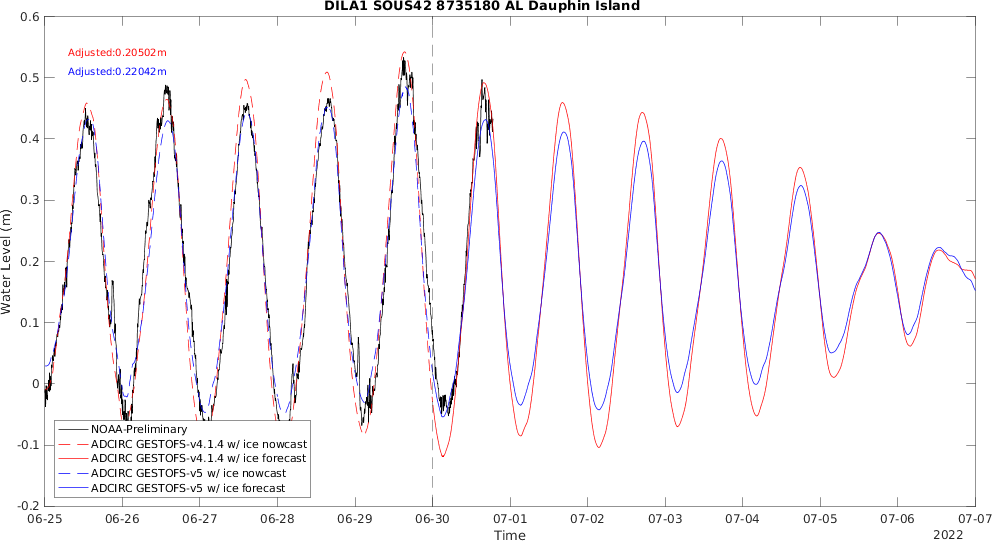 DILA1 SOUS42 8735180 AL Dauphin Island
0.6
Adjusted:0.20502m
Adjusted:0.22042m
0.5
0.4
0.3
0.2
0.1
0
-0.1
-0.2
Water Level (m)
NOAA-Preliminary
ADCIRC GESTOFS-v4.1.4 w/ ice nowcast
ADCIRC GESTOFS-v4.1.4 w/ ice forecast
ADCIRC GESTOFS-v5 w/ ice nowcast
ADCIRC GESTOFS-v5 w/ ice forecast
06-25 06-26 06-27 06-28 06-29 06-30 07-01 07-02 07-03 07-04 07-05 07-06 07-07
Time
2022